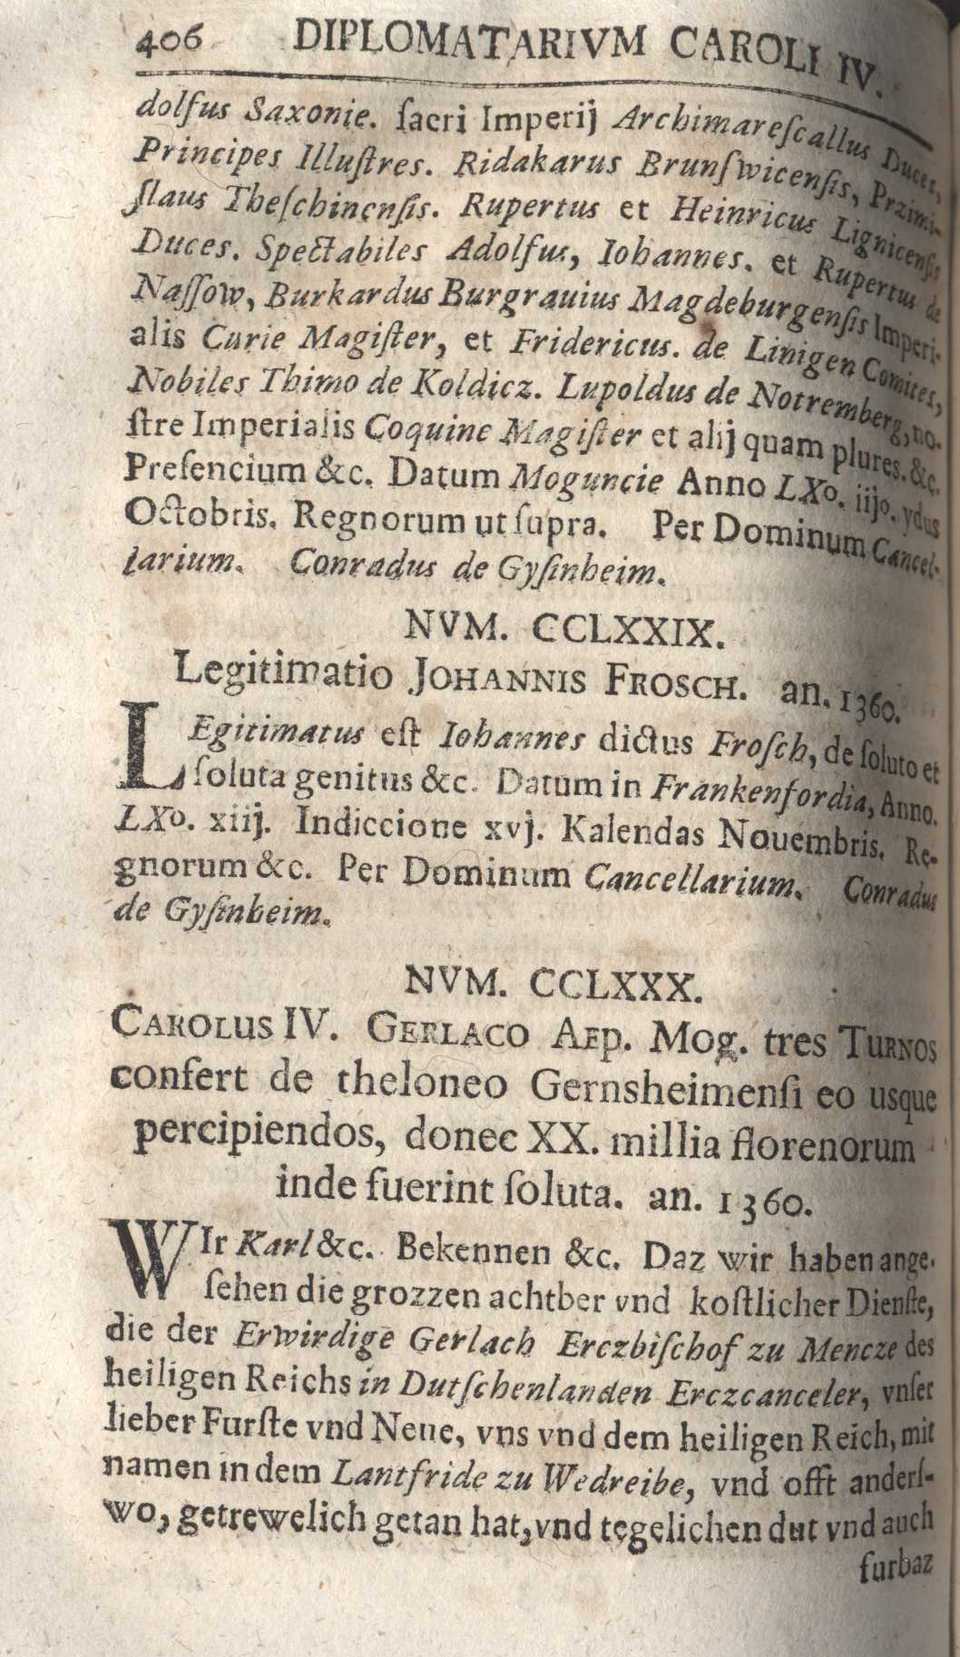 406 DIPLOMATARIVM CAROLI IV.
dolfus Saxonie. ſacri Imperij Archimareſcallus Duces,
Principes Illuſtres. Ridakarus Brunſwicenſis, Przimi-
ſlaus Theſchinenſis. Rupertus et Heinricus Lignicenſis
Duces. Spectabiles Adolfus, Iohannes. et Rupertus de
Naſſow, Burkardus Burgrauius Magdeburgenſis Imperi-
alis Curie Magiſter, et Fridericus. de Linigen Comites,
Nobiles Thimo de Koldicz. Lupoldus de Notremberg, no-
ſtre Imperialis Coquine Magiſter et alij quam plures. &c.
Preſencium &c. Datum Moguncie Anno LXo. iijo. ydus
Octobris. Regnorum ut ſupra. Per Dominum Cancel-
larium. Conradus de Gyſinheim.
NVM. CCLXXIX.
Legitimatio JOHANNIS FROSCH. an. 1360.
LEgitimatus eſt Iohannes dictus Froſch, de ſoluto et
ſoluta genitus &c. Datum in Frankenfordia, Anno.
LXo. xiij. Indiccione xvj. Kalendas Nouembris. Re-
gnorum &c. Per Dominum Cancellarium. Conradus
de Gyſinheim.
NVM. CCLXXX.
CAROLUS IV. GERLACO AEp. Mog. tres TURNOS
confert de theloneo Gernsheimenſi eo usque
percipiendos, donec XX. millia florenorum
inde fuerint ſoluta. an. 1360.
WIr Karl &c. Bekennen &c. Daz wir haben ange-
ſehen die grozzen achtber vnd koſtlicher Dienſte,
die der Erwirdige Gerlach Erczbiſchof zu Mencze des
heiligen Reichs in Dutſchenlanden Erczcanceler, vnſer
lieber Furſte vnd Neue, vns vnd dem heiligen Reich, mit
namen in dem Lantfride zu Wedreibe, vnd offt anderſ-
wo, getrewelich getan hat, vnd tegelichen dut vnd auch
furbaz